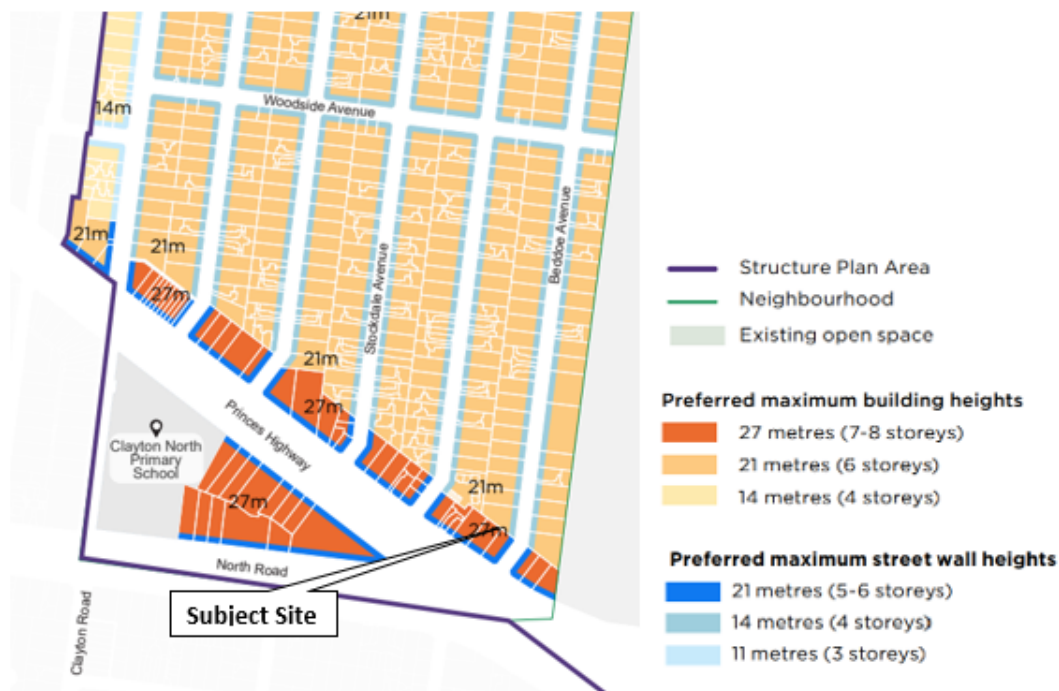 21m
Woodside Avenue
14m
Beddoe Avenue
21m
21m
Stockdale Avenue
27m
21m
27m
Princes Highway
Clayton North
Primary
School
21m
27m
27m
North Road
Subject Site
Clayton Road
Structure Plan Area
Neighbourhood
Existing open space
Preferred maximum building heights
27 metres (7-8 storeys)
21 metres (6 storeys)
14 metres (4 storeys)
Preferred maximum street wall heights
21 metres (5-6 storeys)
14 metres (4 storeys)
11 metres (3 storeys)